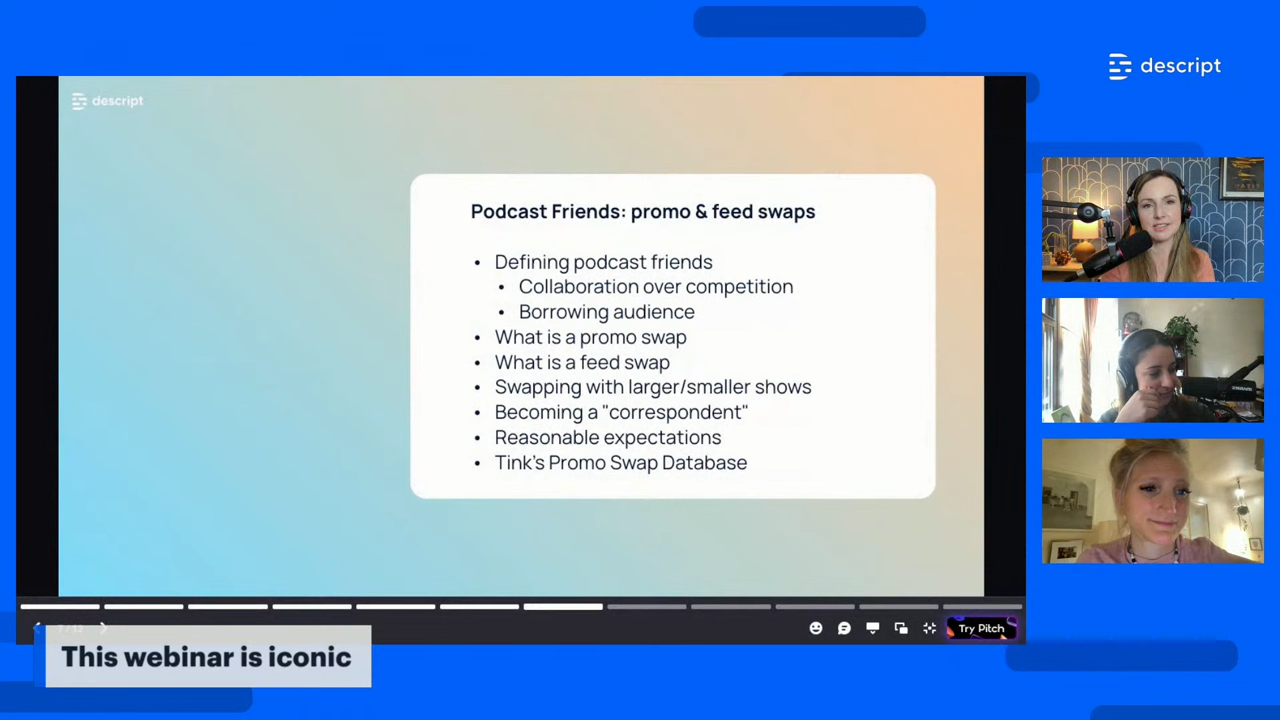 descript
descript
Podcast Friends: promo & feed swaps
• Defining podcast friends
• Collaboration over competition
• Borrowing audience
• What is a promo swap
• What is a feed swap
• Swapping with larger/smaller shows
• Becoming a "correspondent"
• Reasonable expectations
• Tink's Promo Swap Database
7 / 12
Try Pitch
This webinar is iconic